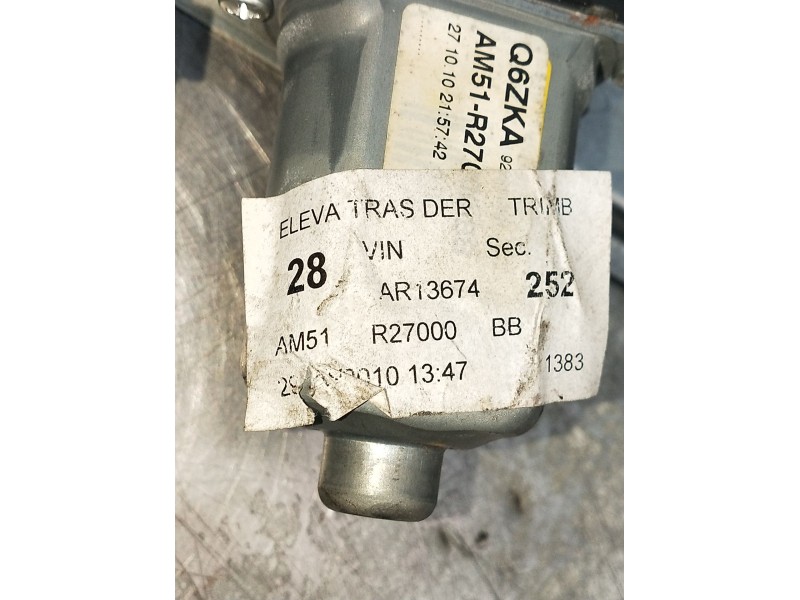 Q6ZKA
92
AM51-R270
27 10.10 21:57:42
ELEVA TRAS DER TRIMB
28 VIN Sec.
AR13674 252
AM51 R27000 BB
2010 13:47 1383